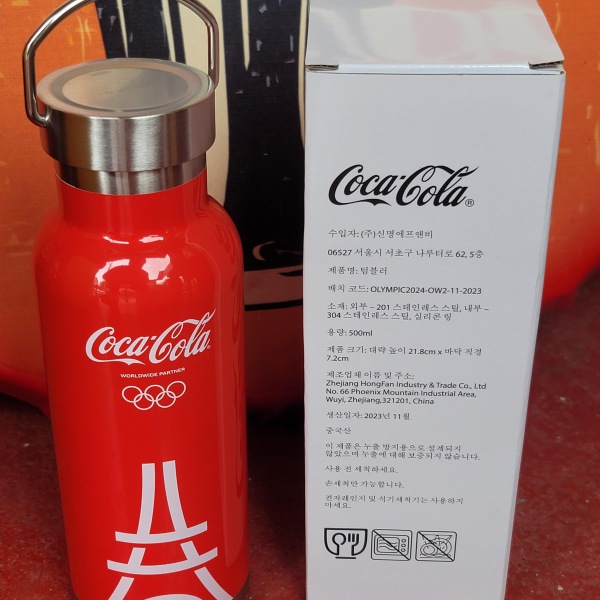 Coca-Cola
WORLDWIDE PARTNER
Coca-Cola®
수입자: (주)신명에프앤비
06527 서울시 서초구 나루터로 62, 5층
제품명: 텀블러
배치 코드: OLYMPIC2024-OW2-11-2023
소재: 외부 – 201 스테인레스 스틸, 내부 –
304 스테인레스 스틸, 실리콘 링
용량: 500ml
제품 크기: 대략 높이 21.8cm x 바닥 직경
7.2cm
제조업체 이름 및 주소:
Zhejiang HongFan Industry & Trade Co., Ltd
No. 66 Phoenix Mountain Industrial Area,
Wuyi, Zhejiang,321201, China
생산일자: 2023년 11월
중국산
이 제품은 누출 방지용으로 설계되지
않았으며 누출에 대해 보증되지 않습니다.
사용 전 세척하세요.
손세척만 가능합니다.
전자레인지 및 식기세척기는 사용하지
마세요.